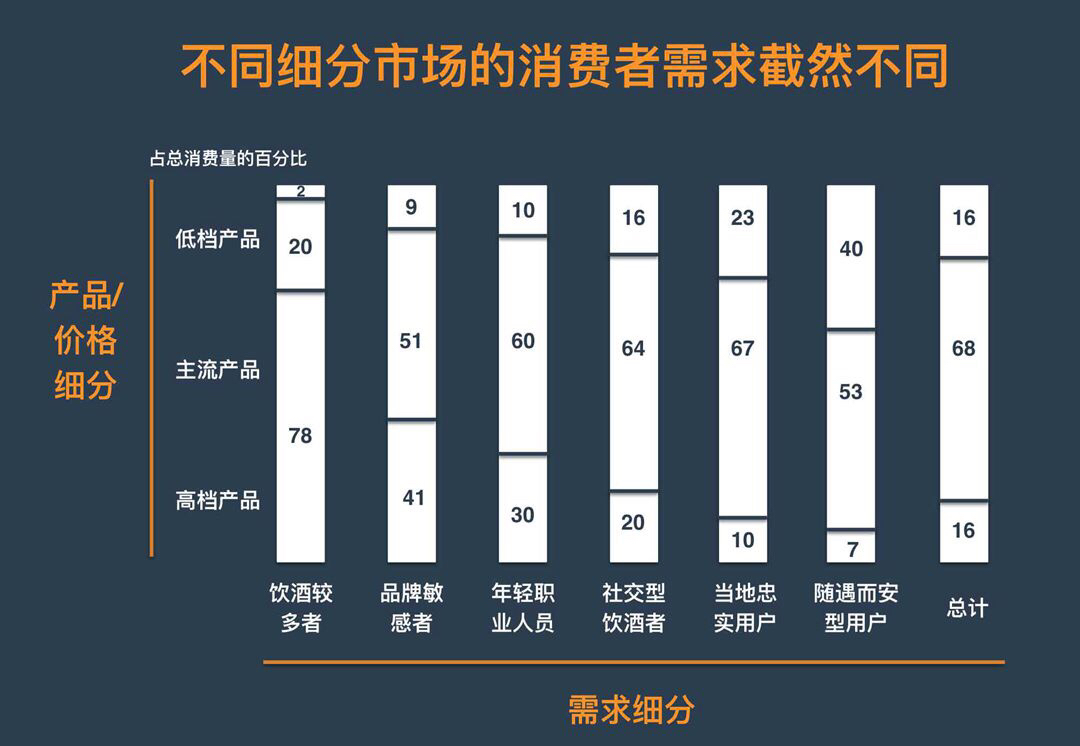 不同细分市场的消费者需求截然不同
占总消费量的百分比
产品/
价格
细分
低档产品
主流产品
高档产品
2 9 10 16 23 40 16
20 51 60 64 67 53 68
78 41 30 20 10 7 16
饮酒较 品牌敏 年轻职 社交型 当地忠 随遇而安 总计
多者 感者 业人员 饮酒者 实用户 型用户
需求细分